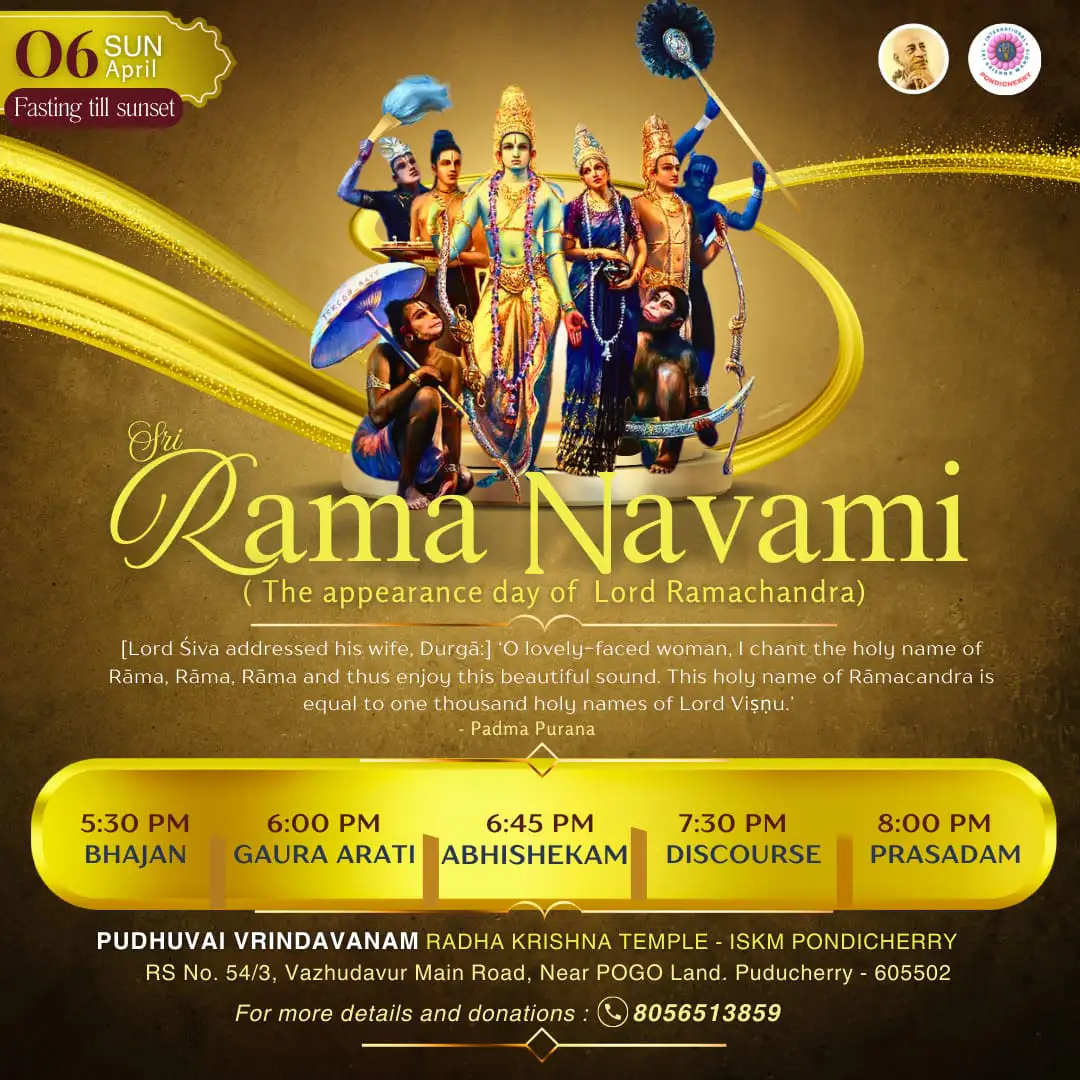 06 SUN
April
Fasting till sunset
INTERNATIONAL SRI KRISHNA MANDIR
PONDICHERRY
Sri
Rama Navami
( The appearance day of Lord Ramachandra)
[Lord Śiva addressed his wife, Durgā:] ‘O lovely-faced woman, I chant the holy name of
Rāma, Rāma, Rāma and thus enjoy this beautiful sound. This holy name of Rāmacandra is
equal to one thousand holy names of Lord Viṣṇu.’
- Padma Purana
5:30 PM 6:00 PM 6:45 PM 7:30 PM 8:00 PM
BHAJAN GAURA ARATI ABHISHEKAM DISCOURSE PRASADAM
PUDHUVAI VRINDAVANAM RADHA KRISHNA TEMPLE - ISKM PONDICHERRY
RS No. 54/3, Vazhudavur Main Road, Near POGO Land. Puducherry - 605502
For more details and donations : 8056513859